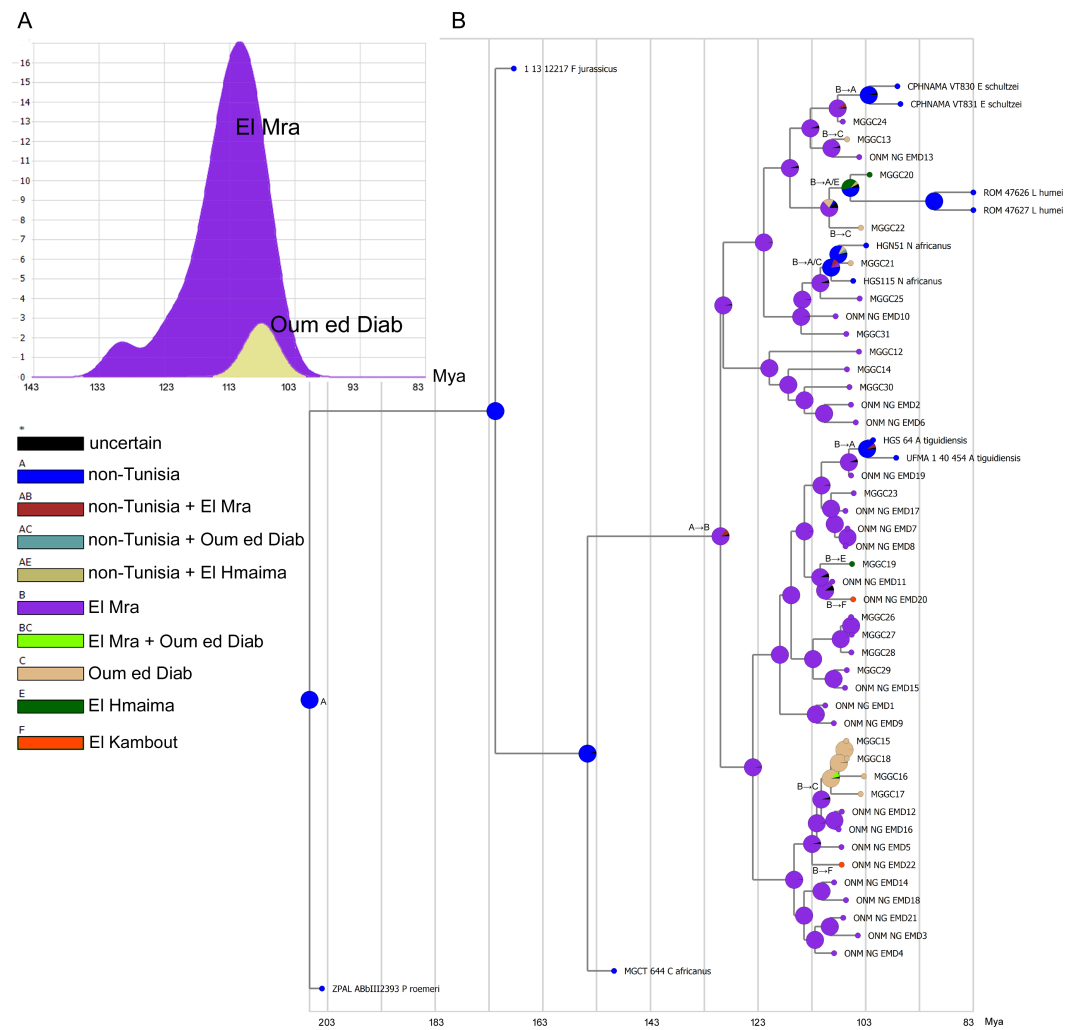 A
B
16
15
14
13
12
11
10
9
8
7
6
5
4
3
2
1
0
El Mra
Oum ed Diab
143
133
123
113
103
93
83
Mya
*
uncertain
A
non-Tunisia
AB
non-Tunisia + El Mra
AC
non-Tunisia + Oum ed Diab
AE
non-Tunisia + El Hmaima
B
El Mra
BC
El Mra + Oum ed Diab
C
Oum ed Diab
E
El Hmaima
F
El Kambout
1 13 12217 F jurassicus
B→A
CPHNAMA VT830 E schultzei
CPHNAMA VT831 E schultzei
MGGC24
B→C
MGGC13
ONM NG EMD13
MGGC20
B→A/E
ROM 47626 L humei
ROM 47627 L humei
MGGC22
B→C
HGN51 N africanus
B→A/C
MGGC21
HGS115 N africanus
MGGC25
ONM NG EMD10
MGGC31
MGGC12
MGGC14
MGGC30
ONM NG EMD2
ONM NG EMD6
B→A
HGS 64 A tiguidiensis
UFMA 1 40 454 A tiguidiensis
ONM NG EMD19
MGGC23
ONM NG EMD17
A→B
ONM NG EMD7
ONM NG EMD8
B→E
MGGC19
ONM NG EMD11
ONM NG EMD20
B→F
MGGC26
MGGC27
MGGC28
MGGC29
ONM NG EMD15
A
ONM NG EMD1
ONM NG EMD9
MGGC15
MGGC18
MGGC16
B→C
MGGC17
ONM NG EMD12
ONM NG EMD16
ONM NG EMD5
ONM NG EMD22
B→F
ONM NG EMD14
ONM NG EMD18
ONM NG EMD21
ONM NG EMD3
ONM NG EMD4
MGCT 644 C africanus
ZPAL ABbIII2393 P roemeri
203
183
163
143
123
103
83
Mya